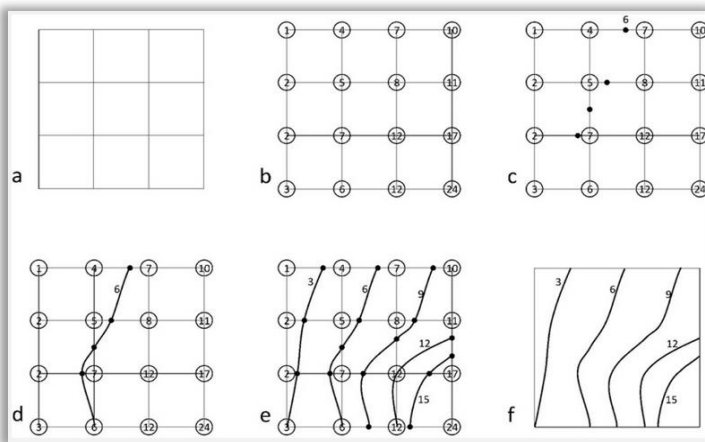 1 4 7 10 1 4 6 7 10
2 5 8 11 2 5 8 11
2 7 12 17 2 7 12 17
a b 3 6 12 24 c 3 6 12 24
1 4 7 10 1 4 7 10
6 3 6 9 3 6 9
2 5 8 11 2 5 8 11
12 12
2 7 12 17 2 7 12 17
15 15
d 3 6 12 24 e 3 6 12 24 f